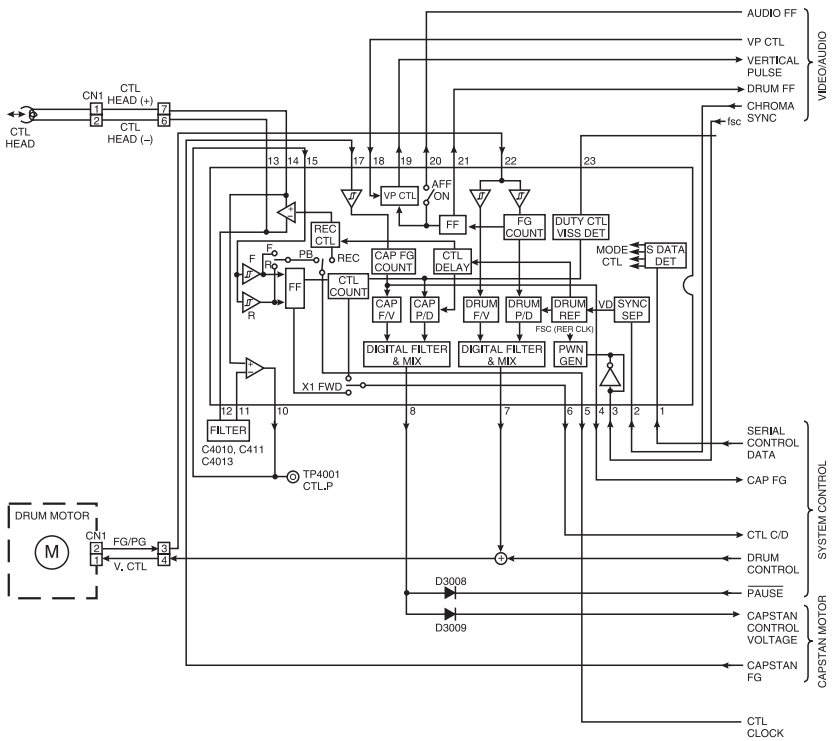 AUDIO FF
VP CTL
VERTICAL
PULSE
DRUM FF
CHROMA
SYNC
fsc
VIDEO/AUDIO
CN1
CTL
HEAD (+)
1
7
2
6
CTL
HEAD (–)
CTL
HEAD
13
14
15
17
18
19
20
21
22
23
VP CTL
AFF
ON
FF
FG
COUNT
DUTY CTL
VISS DET
REC
CTL
REC
PB
F
R
F
R
FF
CAP FG
COUNT
CTL
DELAY
MODE
CTL
S DATA
DET
CTL
COUNT
CAP
F/V
CAP
P/D
DRUM
F/V
DRUM
P/D
DRUM
REF
VD
SYNC
SEP
FSC (RER CLK)
DIGITAL FILTER
& MIX
DIGITAL FILTER
& MIX
PWN
GEN
X1 FWD
12
11
10
8
7
6
5
4
3
2
1
FILTER
C4010, C411
C4013
TP4001
CTL.P
SERIAL
CONTROL
DATA
CAP FG
CTL C/D
DRUM
CONTROL
PAUSE
SYSTEM CONTROL
DRUM MOTOR
M
CN1
2
FG/PG
3
1
V. CTL
4
D3008
D3009
CAPSTAN
CONTROL
VOLTAGE
CAPSTAN
FG
CAPSTAN MOTOR
CTL
CLOCK